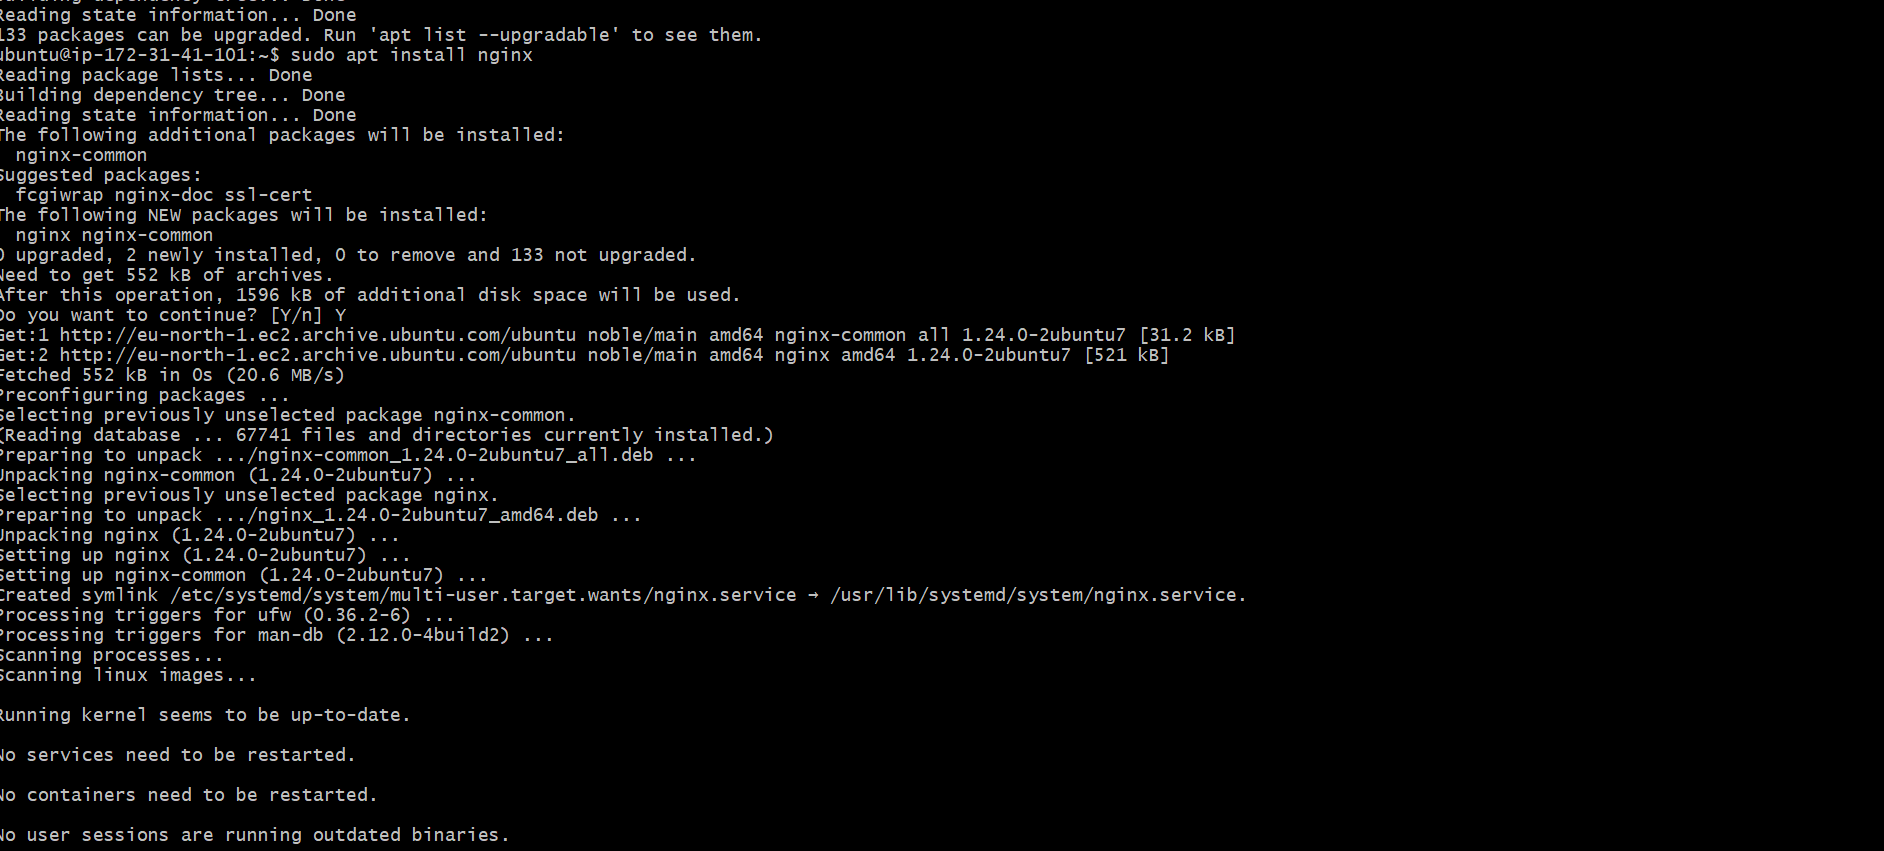 Reading state information... Done
133 packages can be upgraded. Run 'apt list --upgradable' to see them.
ubuntu@ip-172-31-41-101:~$ sudo apt install nginx
Reading package lists... Done
Building dependency tree... Done
Reading state information... Done
The following additional packages will be installed:
  nginx-common
Suggested packages:
  fcgiwrap nginx-doc ssl-cert
The following NEW packages will be installed:
  nginx nginx-common
0 upgraded, 2 newly installed, 0 to remove and 133 not upgraded.
Need to get 552 kB of archives.
After this operation, 1596 kB of additional disk space will be used.
Do you want to continue? [Y/n] Y
Get:1 http://eu-north-1.ec2.archive.ubuntu.com/ubuntu noble/main amd64 nginx-common all 1.24.0-2ubuntu7 [31.2 kB]
Get:2 http://eu-north-1.ec2.archive.ubuntu.com/ubuntu noble/main amd64 nginx amd64 1.24.0-2ubuntu7 [521 kB]
Fetched 552 kB in 0s (20.6 MB/s)
Preconfiguring packages ...
Selecting previously unselected package nginx-common.
(Reading database ... 67741 files and directories currently installed.)
Preparing to unpack .../nginx-common_1.24.0-2ubuntu7_all.deb ...
Unpacking nginx-common (1.24.0-2ubuntu7) ...
Selecting previously unselected package nginx.
Preparing to unpack .../nginx_1.24.0-2ubuntu7_amd64.deb ...
Unpacking nginx (1.24.0-2ubuntu7) ...
Setting up nginx (1.24.0-2ubuntu7) ...
Setting up nginx-common (1.24.0-2ubuntu7) ...
Created symlink /etc/systemd/system/multi-user.target.wants/nginx.service → /usr/lib/systemd/system/nginx.service.
Processing triggers for ufw (0.36.2-6) ...
Processing triggers for man-db (2.12.0-4build2) ...
Scanning processes...
Scanning linux images...
Running kernel seems to be up-to-date.
No services need to be restarted.
No containers need to be restarted.
No user sessions are running outdated binaries.